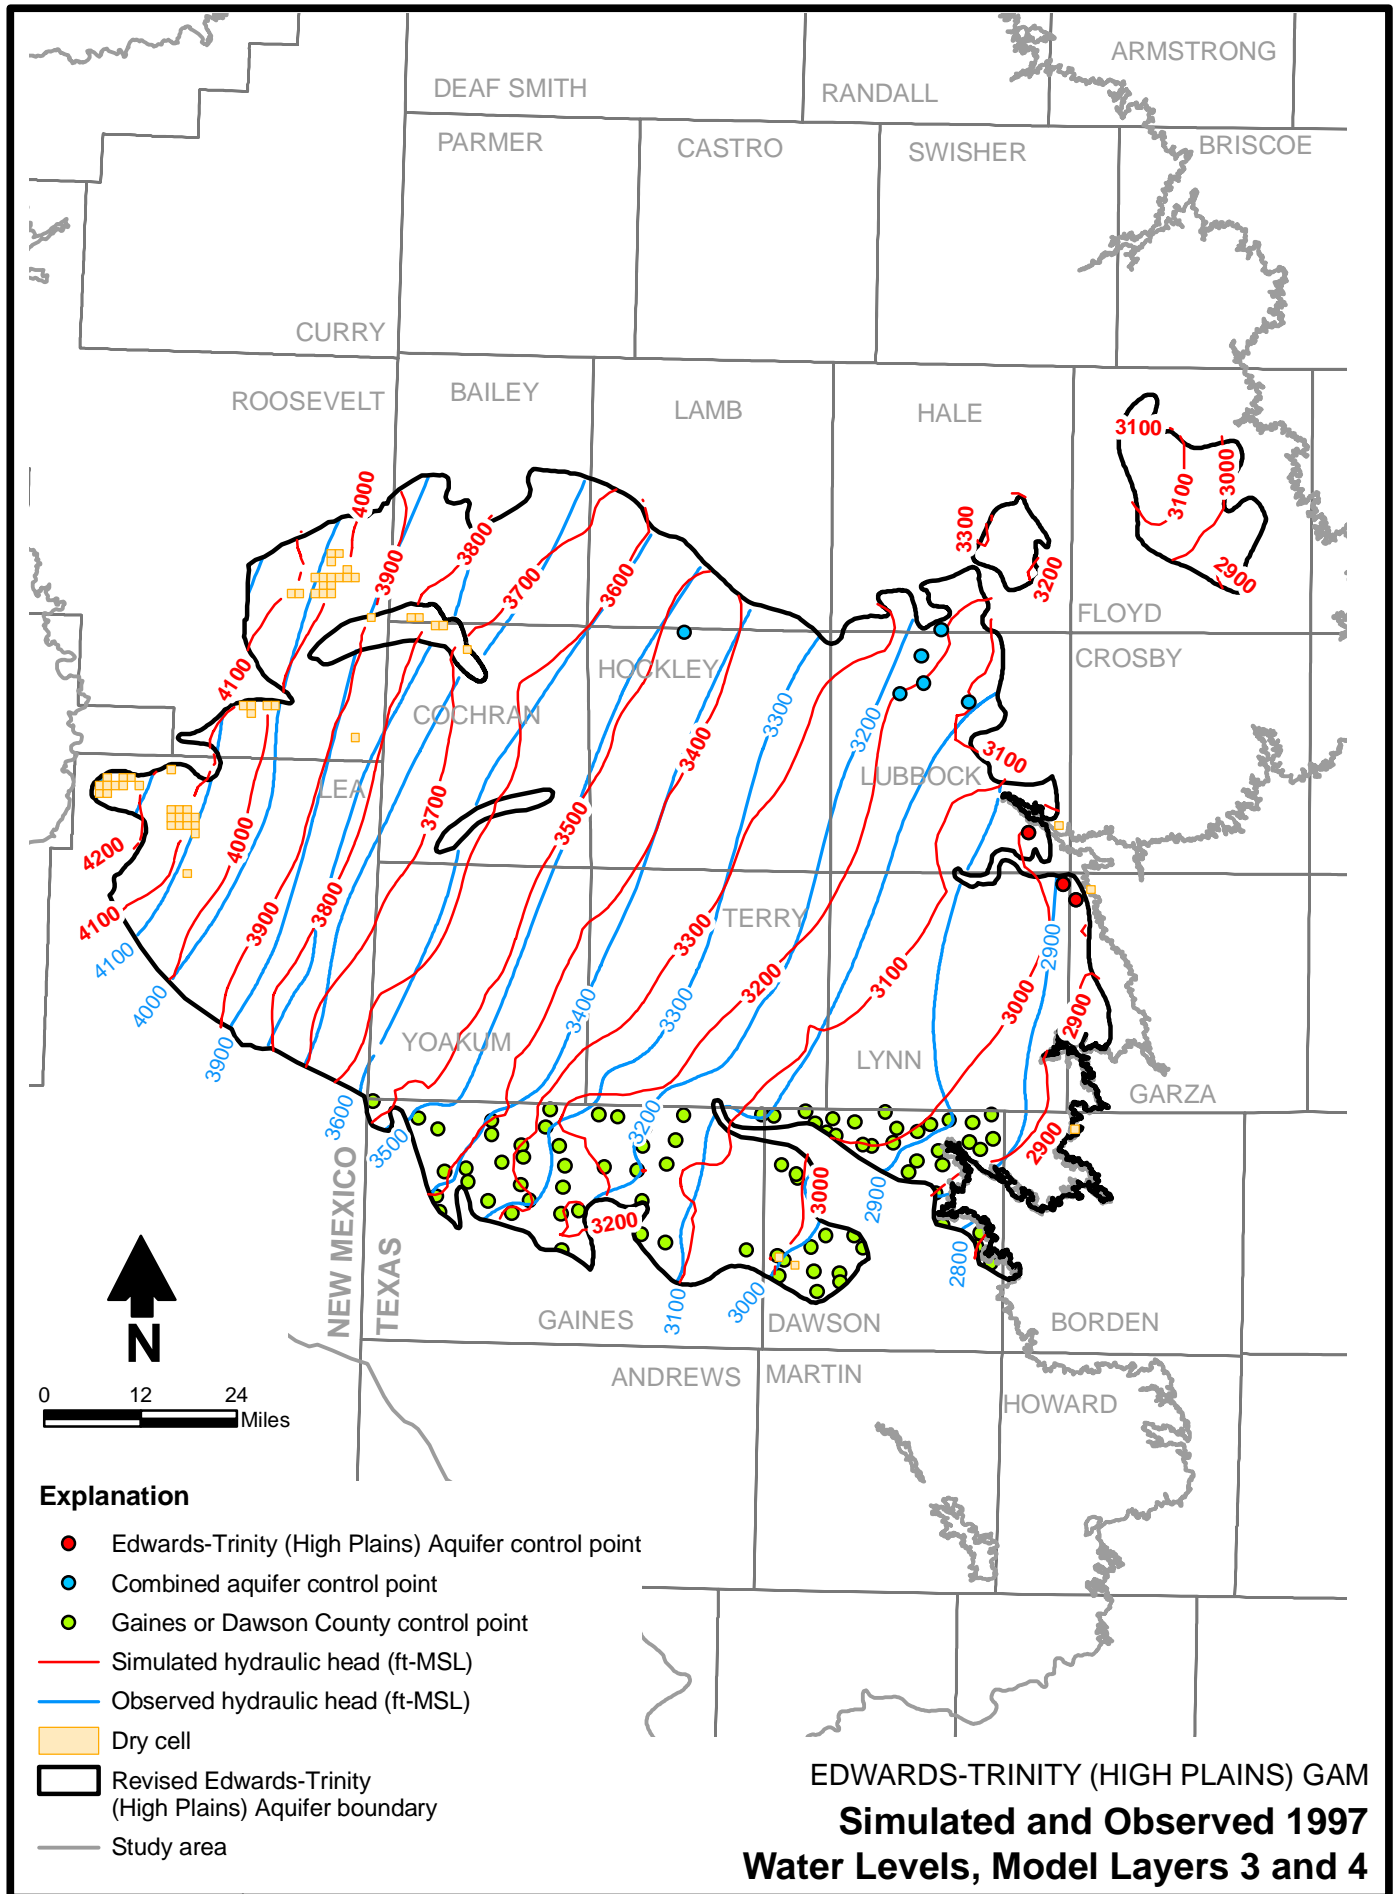 ARMSTRONG
DEAF SMITH
RANDALL
PARMER
CASTRO
SWISHER
BRISCOE
CURRY
ROOSEVELT
BAILEY
LAMB
HALE
3100
3100
3000
2900
4000
3900
3800
3700
3600
3300
3200
FLOYD
CROSBY
HOCKLEY
COCHRAN
4100
3300
3200
3400
3100
LUBBOCK
LEA
3700
3500
4200
4000
3900
3800
4100
4100
4000
3900
TERRY
3300
3200
3100
3000
2900
2900
3400
3300
YOAKUM
LYNN
GARZA
3600
3500
3200
2900
3000
2900
3200
2800
3100
3000
NEW MEXICO
TEXAS
GAINES
DAWSON
BORDEN
ANDREWS
MARTIN
HOWARD
N
0 12 24
Miles
Explanation
Edwards-Trinity (High Plains) Aquifer control point
Combined aquifer control point
Gaines or Dawson County control point
Simulated hydraulic head (ft-MSL)
Observed hydraulic head (ft-MSL)
Dry cell
Revised Edwards-Trinity
(High Plains) Aquifer boundary
Study area
EDWARDS-TRINITY (HIGH PLAINS) GAM
Simulated and Observed 1997
Water Levels, Model Layers 3 and 4